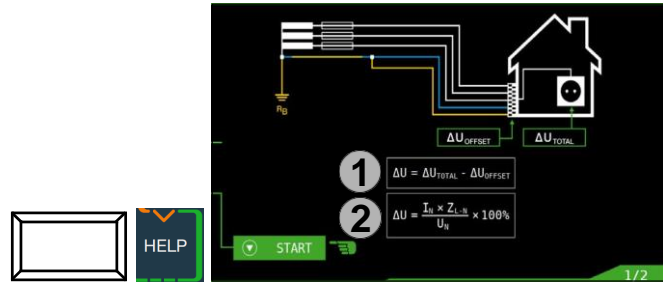 HELP
R_B
ΔU_OFFSET
ΔU_TOTAL
1
ΔU = ΔU_TOTAL - ΔU_OFFSET
2
ΔU = I_N × Z_L-N / U_N × 100%
START
1/2